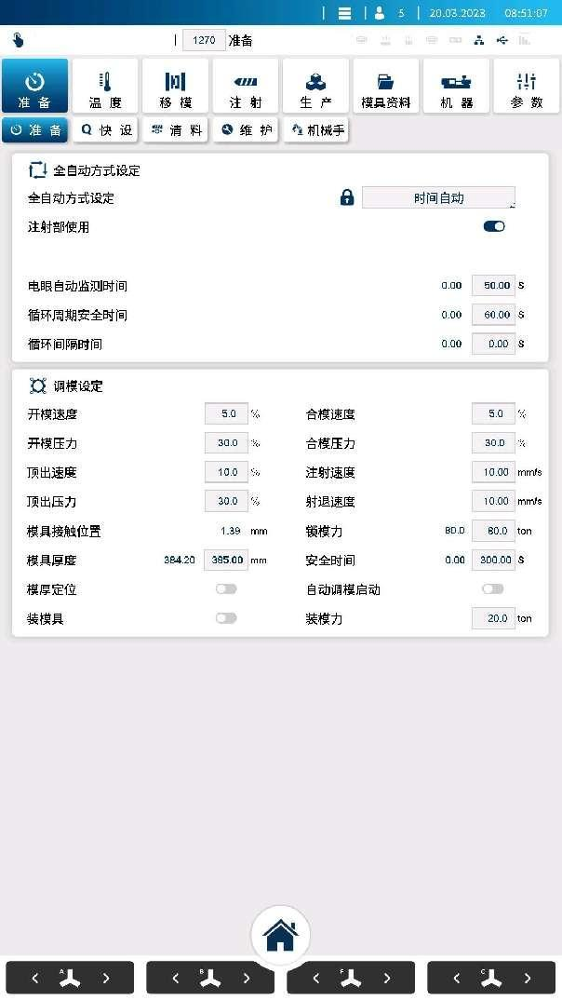 5 20.03.2023 08:51:07
1270 准备
准 备 温 度 移 模 注 射 生 产 模具资料 机 器 参 数
准 备 快 设 清 料 维 护 机械手
全自动方式设定
全自动方式设定 时间自动
注射部使用
电眼自动监测时间 0.00 50.00 S
循环周期安全时间 0.00 60.00 S
循环间隔时间 0.00 0.00 S
调模设定
开模速度 5.0 % 合模速度 5.0 %
开模压力 30.0 % 合模压力 30.0 %
顶出速度 10.0 % 注射速度 10.00 mm/s
顶出压力 30.0 % 射退速度 10.00 mm/s
模具接触位置 1.39 mm 锁模力 80.0 80.0 ton
模具厚度 384.20 385.00 mm 安全时间 0.00 300.00 S
模厚定位 自动调模启动
装模具 装模力 20.0 ton
A B F C